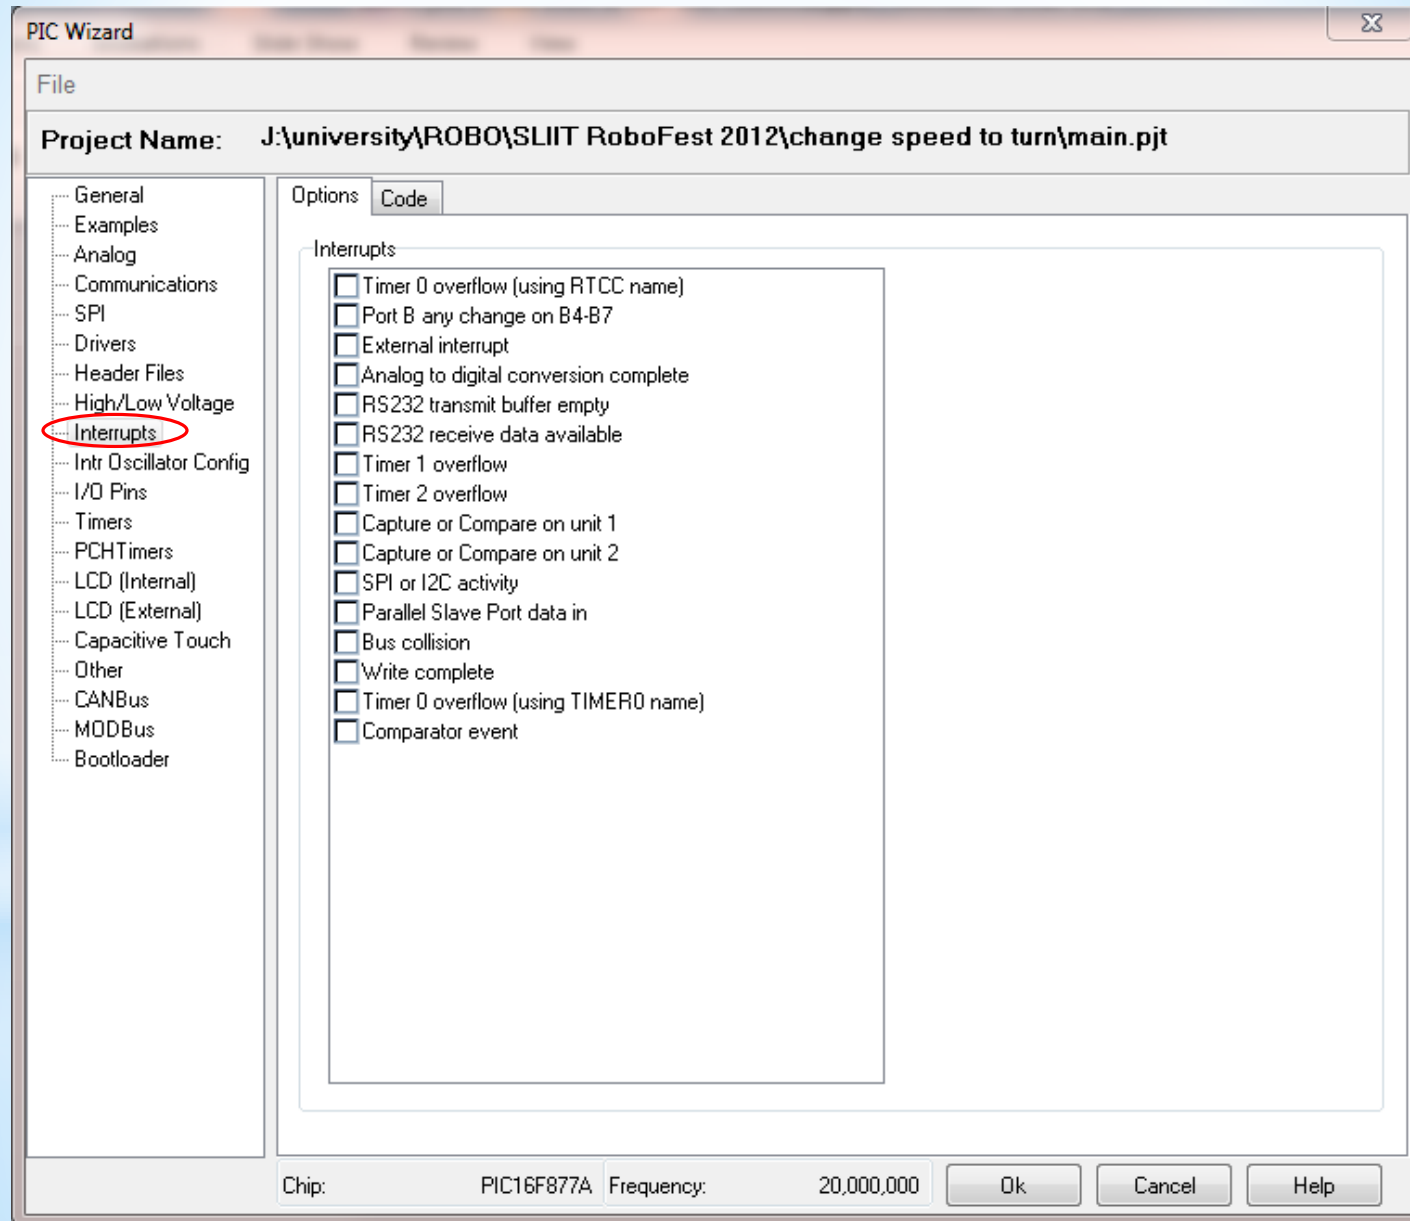 PIC Wizard
Slide Show Review View
File
Project Name: J:\university\ROBO\SLIIT RoboFest 2012\change speed to turn\main.pjt
General
Examples
Analog
Communications
SPI
Drivers
Header Files
High/Low Voltage
Interrupts
Intr Oscillator Config
I/O Pins
Timers
PCHTimers
LCD (Internal)
LCD (External)
Capacitive Touch
Other
CANBus
MODBus
Bootloader
Options Code
Interrupts
Timer 0 overflow (using RTCC name)
Port B any change on B4-B7
External interrupt
Analog to digital conversion complete
RS232 transmit buffer empty
RS232 receive data available
Timer 1 overflow
Timer 2 overflow
Capture or Compare on unit 1
Capture or Compare on unit 2
SPI or I2C activity
Parallel Slave Port data in
Bus collision
Write complete
Timer 0 overflow (using TIMER0 name)
Comparator event
Chip: PIC16F877A Frequency: 20,000,000 Ok Cancel Help